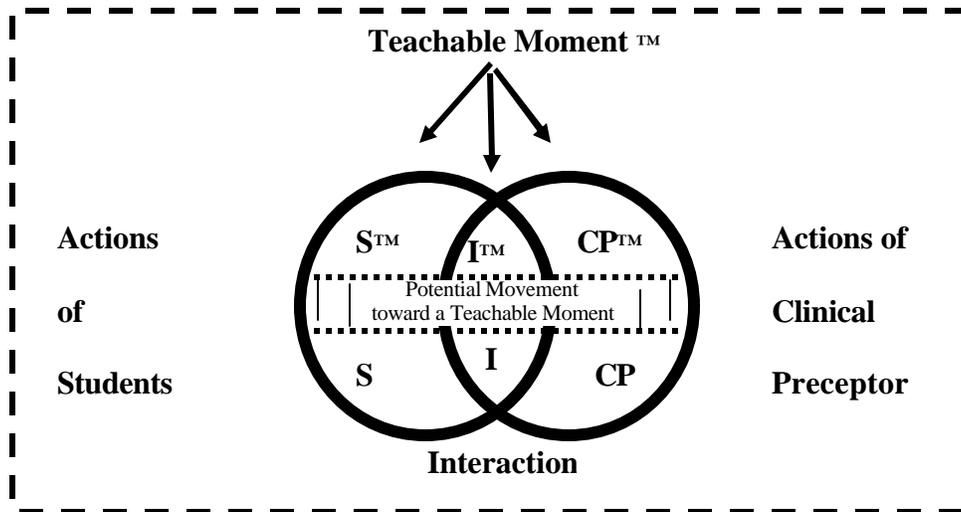 Teachable Moment ™
Actions
of
Students
S™
I™
CP™
Potential Movement
toward a Teachable Moment
S
I
CP
Actions of
Clinical
Preceptor
Interaction